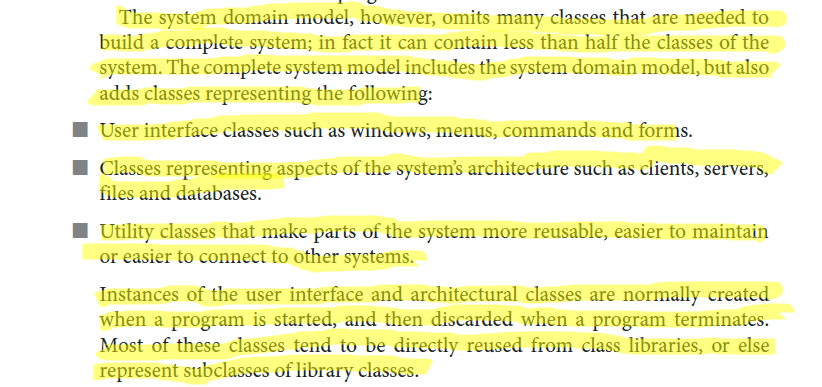 The system domain model, however, omits many classes that are needed to
build a complete system; in fact it can contain less than half the classes of the
system. The complete system model includes the system domain model, but also
adds classes representing the following:
■ User interface classes such as windows, menus, commands and forms.
■ Classes representing aspects of the system's architecture such as clients, servers,
files and databases.
■ Utility classes that make parts of the system more reusable, easier to maintain
or easier to connect to other systems.
Instances of the user interface and architectural classes are normally created
when a program is started, and then discarded when a program terminates.
Most of these classes tend to be directly reused from class libraries, or else
represent subclasses of library classes.